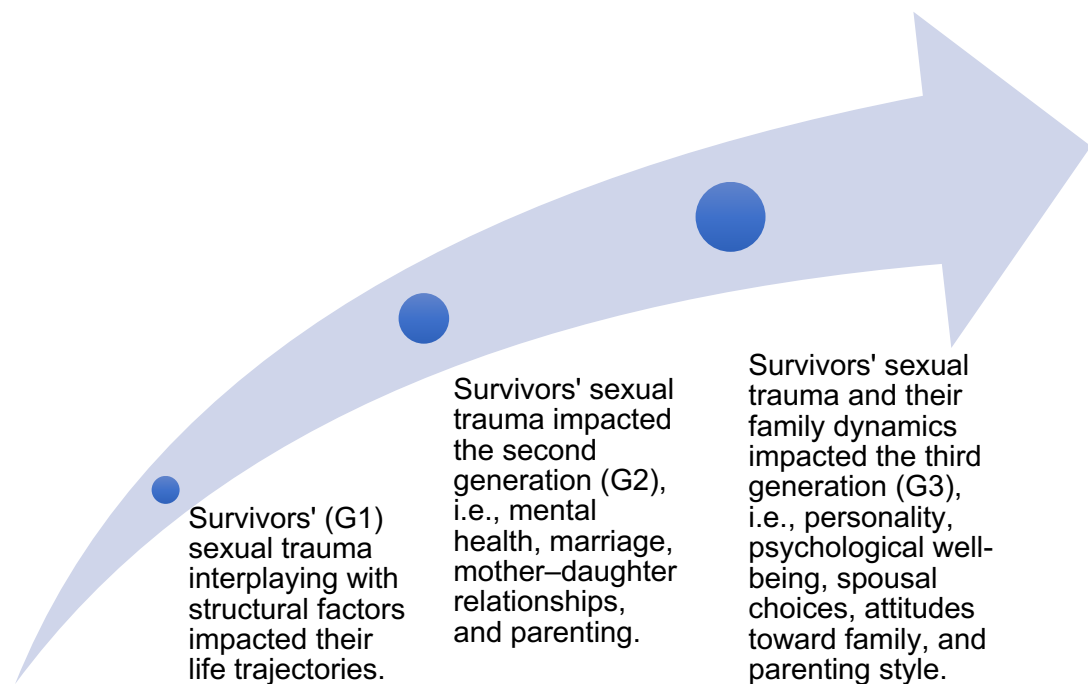 Survivors' (G1)
sexual trauma
interplaying with
structural factors
impacted their
life trajectories.
Survivors' sexual
trauma impacted
the second
generation (G2),
i.e., mental
health, marriage,
mother–daughter
relationships,
and parenting.
Survivors' sexual
trauma and their
family dynamics
impacted the third
generation (G3),
i.e., personality,
psychological well-
being, spousal
choices, attitudes
toward family, and
parenting style.